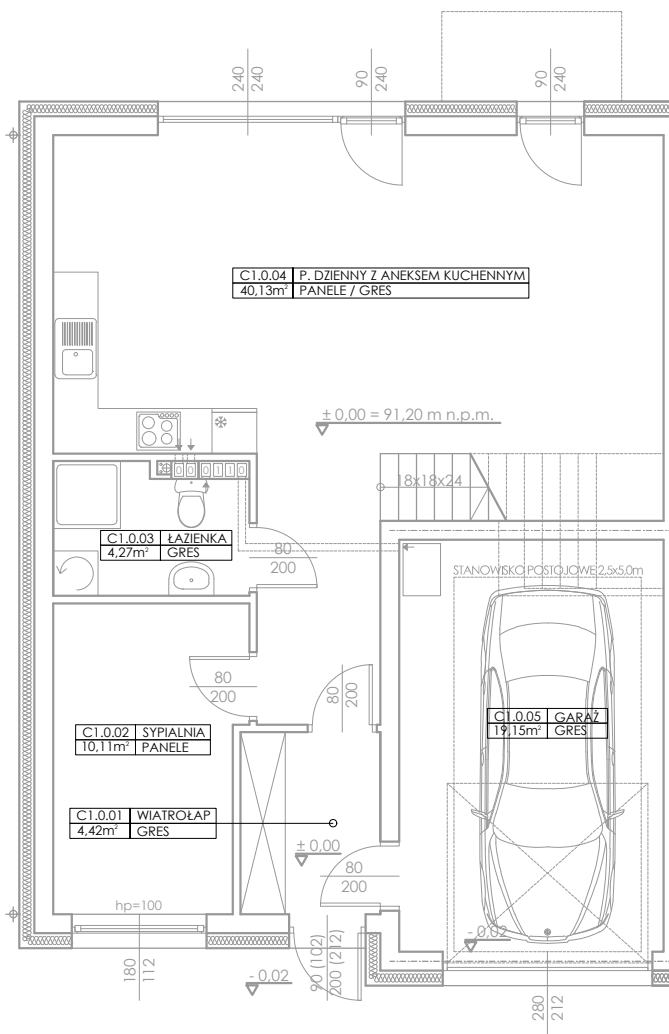 240
240
90
240
90
240
C1.0.04 P. DZIENNY Z ANEKSEM KUCHENNYM
40,13m² PANELE / GRES
± 0,00 = 91,20 m n.p.m.
18x18x24
C1.0.03 ŁAZIENKA
4,27m² GRES
80
200
STANOWISKO POSTOJOWE 2,5x5,0m
80
200
80
200
C1.0.05 GARAŻ
19,15m² GRES
C1.0.02 SYPIALNIA
10,11m² PANELE
C1.0.01 WIATROŁAP
4,42m² GRES
± 0,00
80
200
hp=100
- 0,02
90 (102)
200 (212)
180
112
- 0,02
280
212